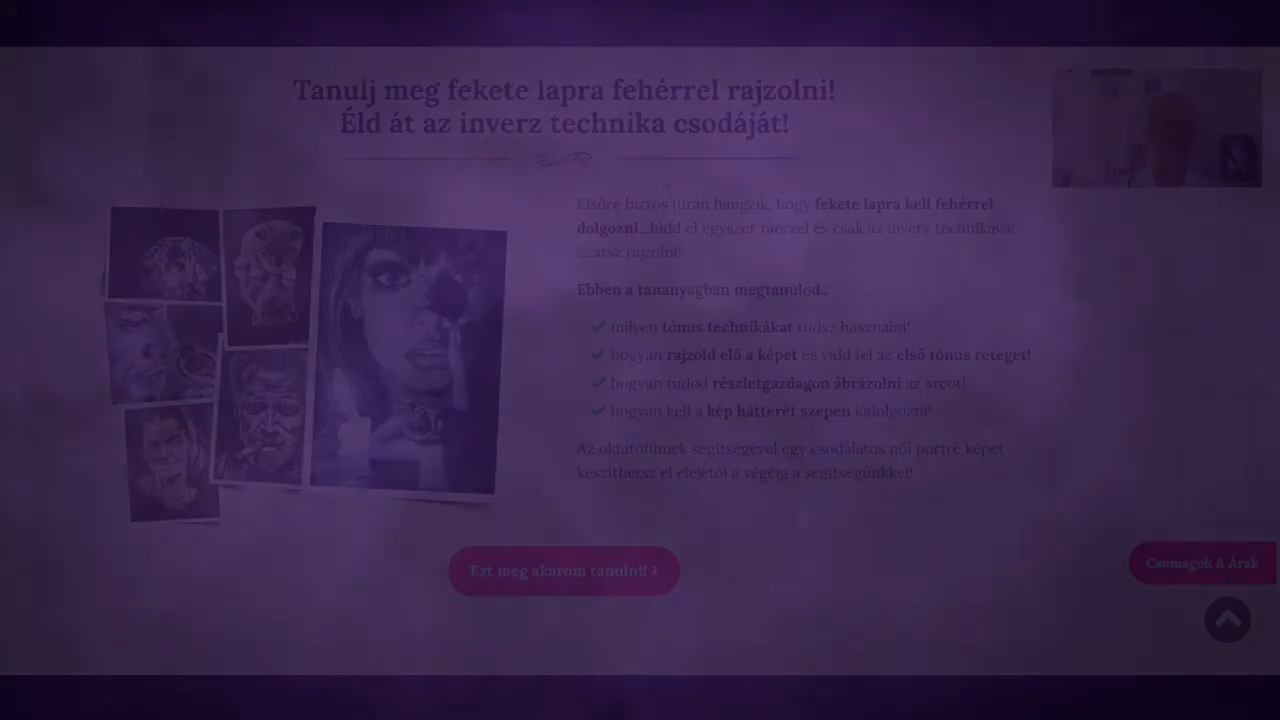 Tanulj meg fekete lapra fehérrel rajzolni!
Éld át az inverz technika csodáját!
Elsőre biztos furán hangzik, hogy fekete lapra kell fehérrel
dolgozni...hidd el egyszer ráérzel és csak az inverz technikával
rajzolni!
Ebben a tananyagban megtanulod..
milyen tónus technikákat tudsz használni!
hogyan rajzold elő a képet és vidd fel az első tónus réteget!
hogyan tudod részletgazdagon ábrázolni az arcot!
hogyan kell a kép hátterét szépen kidolgozni!
Az oktatófilmek segítségével egy csodálatos női portré képet
készíthetsz el elejétől a végéig a segítségünkkel!
Ezt meg akarom tanulni!
Csomagok & Árak